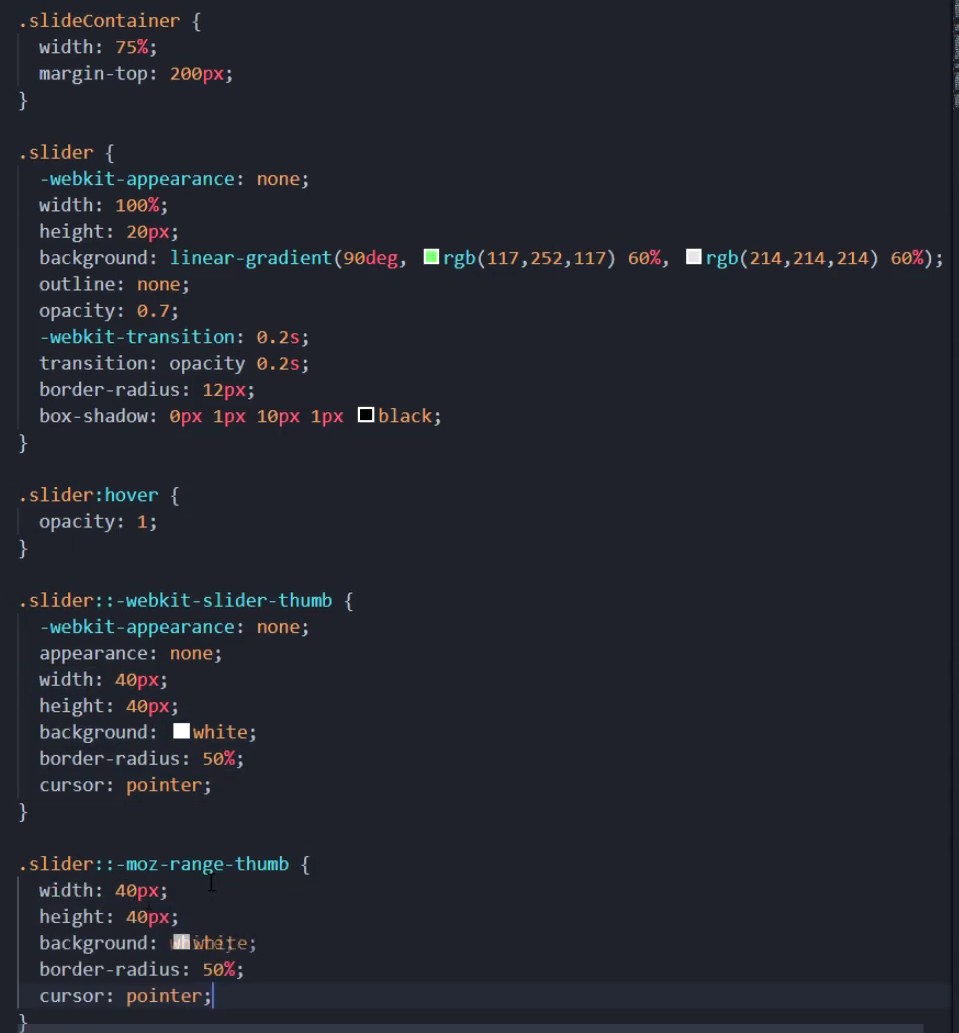 .slideContainer {
width: 75%;
margin-top: 200px;
}
.slider {
-webkit-appearance: none;
width: 100%;
height: 20px;
background: linear-gradient(90deg, rgb(117,252,117) 60%, rgb(214,214,214) 60%);
outline: none;
opacity: 0.7;
-webkit-transition: 0.2s;
transition: opacity 0.2s;
border-radius: 12px;
box-shadow: 0px 1px 10px 1px black;
}
.slider:hover {
opacity: 1;
}
.slider::-webkit-slider-thumb {
-webkit-appearance: none;
appearance: none;
width: 40px;
height: 40px;
background: white;
border-radius: 50%;
cursor: pointer;
}
.slider::-moz-range-thumb {
width: 40px;
height: 40px;
background: white;
border-radius: 50%;
cursor: pointer;
}